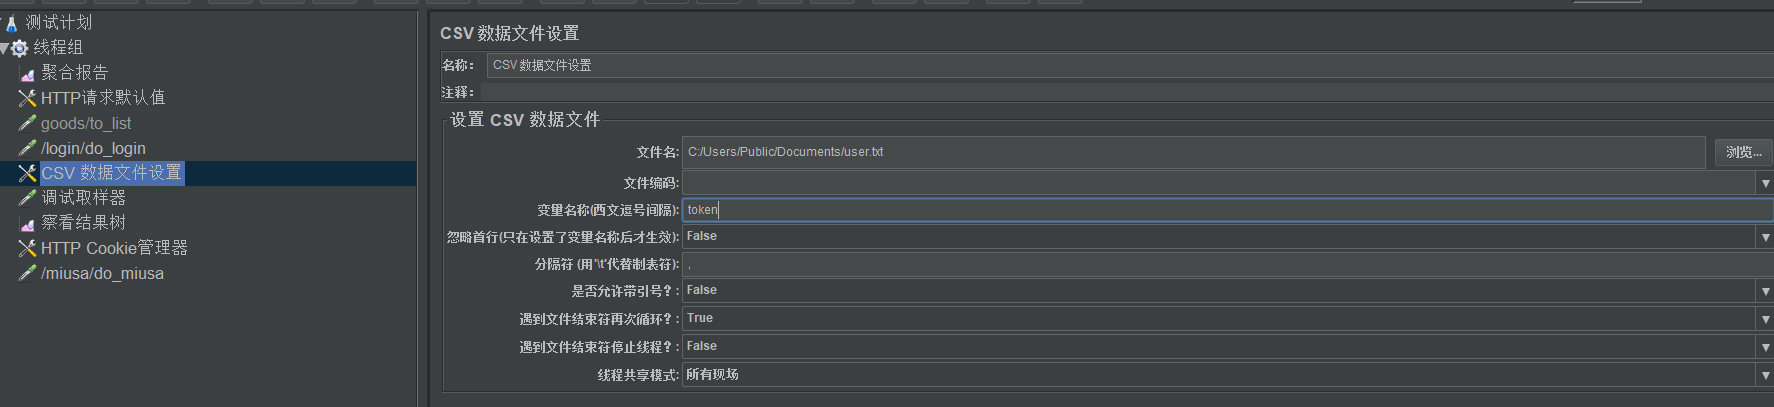 测试计划
线程组
聚合报告
HTTP请求默认值
goods/to_list
/login/do_login
CSV 数据文件设置
调试取样器
察看结果树
HTTP Cookie管理器
/miusa/do_miusa
CSV 数据文件设置
名称: CSV 数据文件设置
注释:
设置 CSV 数据文件
文件名: C:/Users/Public/Documents/user.txt 浏览...
文件编码:
变量名称(西文逗号间隔): token
忽略首行(只在设置了变量名称后才生效): False
分隔符 (用'\t'代替制表符): ,
是否允许带引号?: False
遇到文件结束符再次循环?: True
遇到文件结束符停止线程?: False
线程共享模式: 所有现场